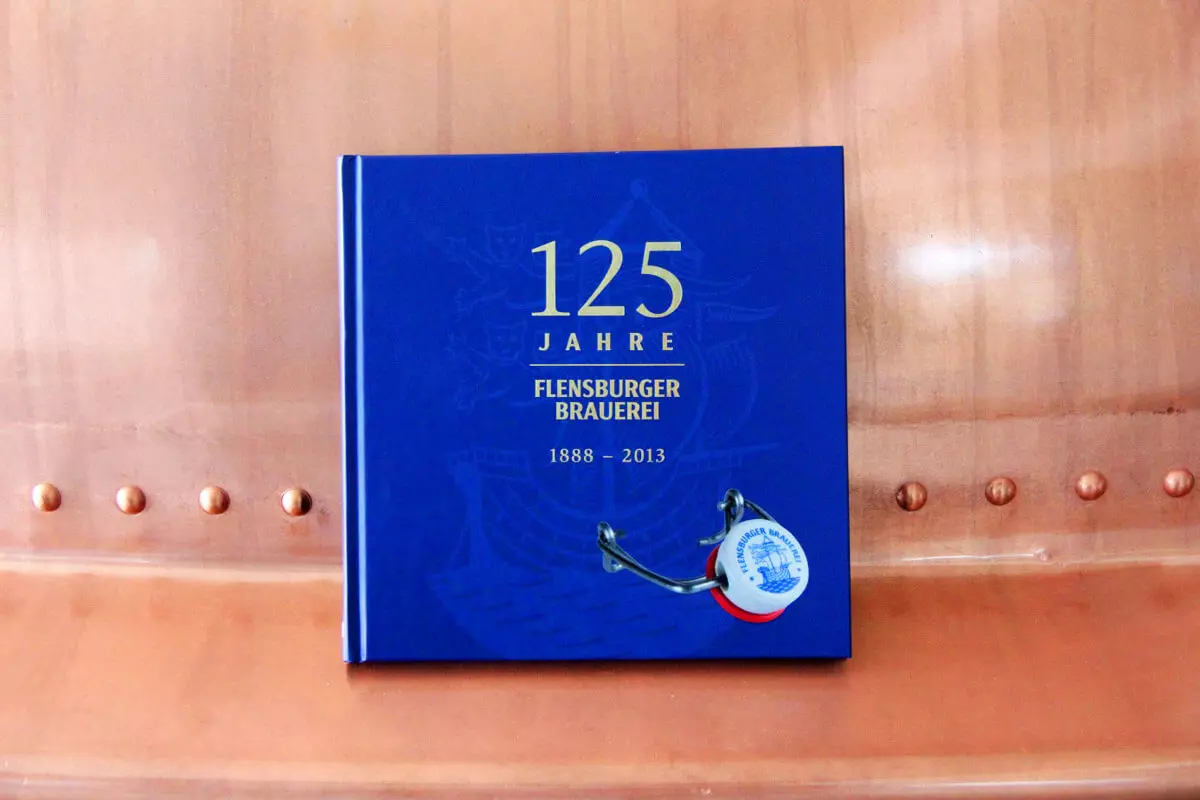 125
JAHRE
FLENSBURGER
BRAUEREI
1888 – 2013
FLENSBURGER BRAUEREI